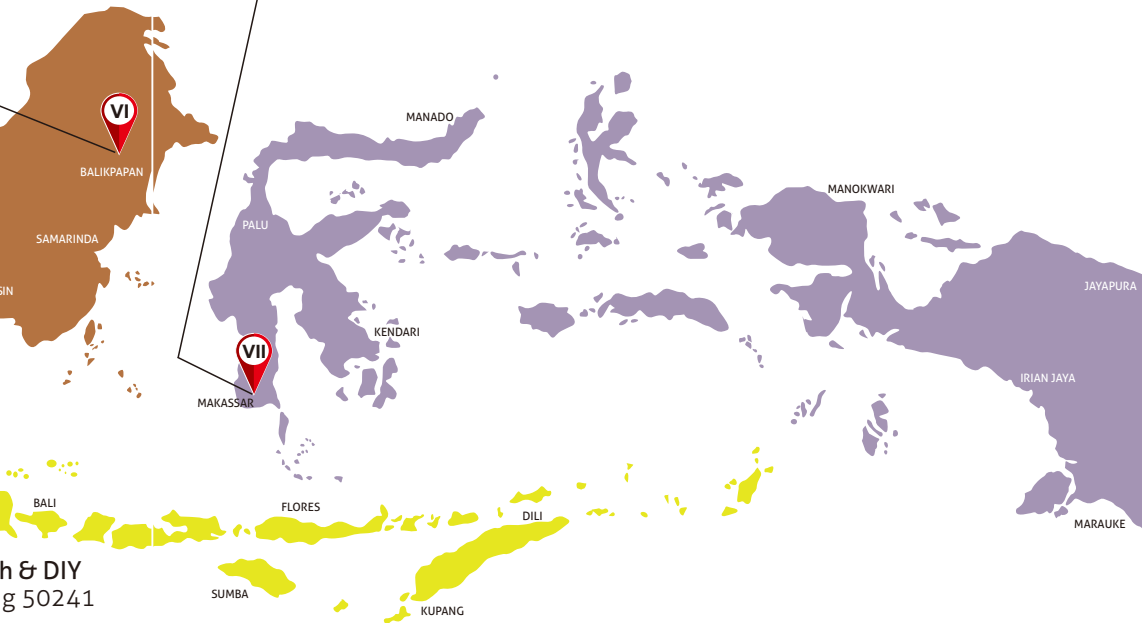 MANADO
VI
BALIKPAPAN
MANOKWARI
PALU
SAMARINDA
SIN
JAYAPURA
KENDARI
VII
IRIAN JAYA
MAKASSAR
BALI
FLORES
DILI
MARAUKE
h & DIY
g 50241
SUMBA
KUPANG